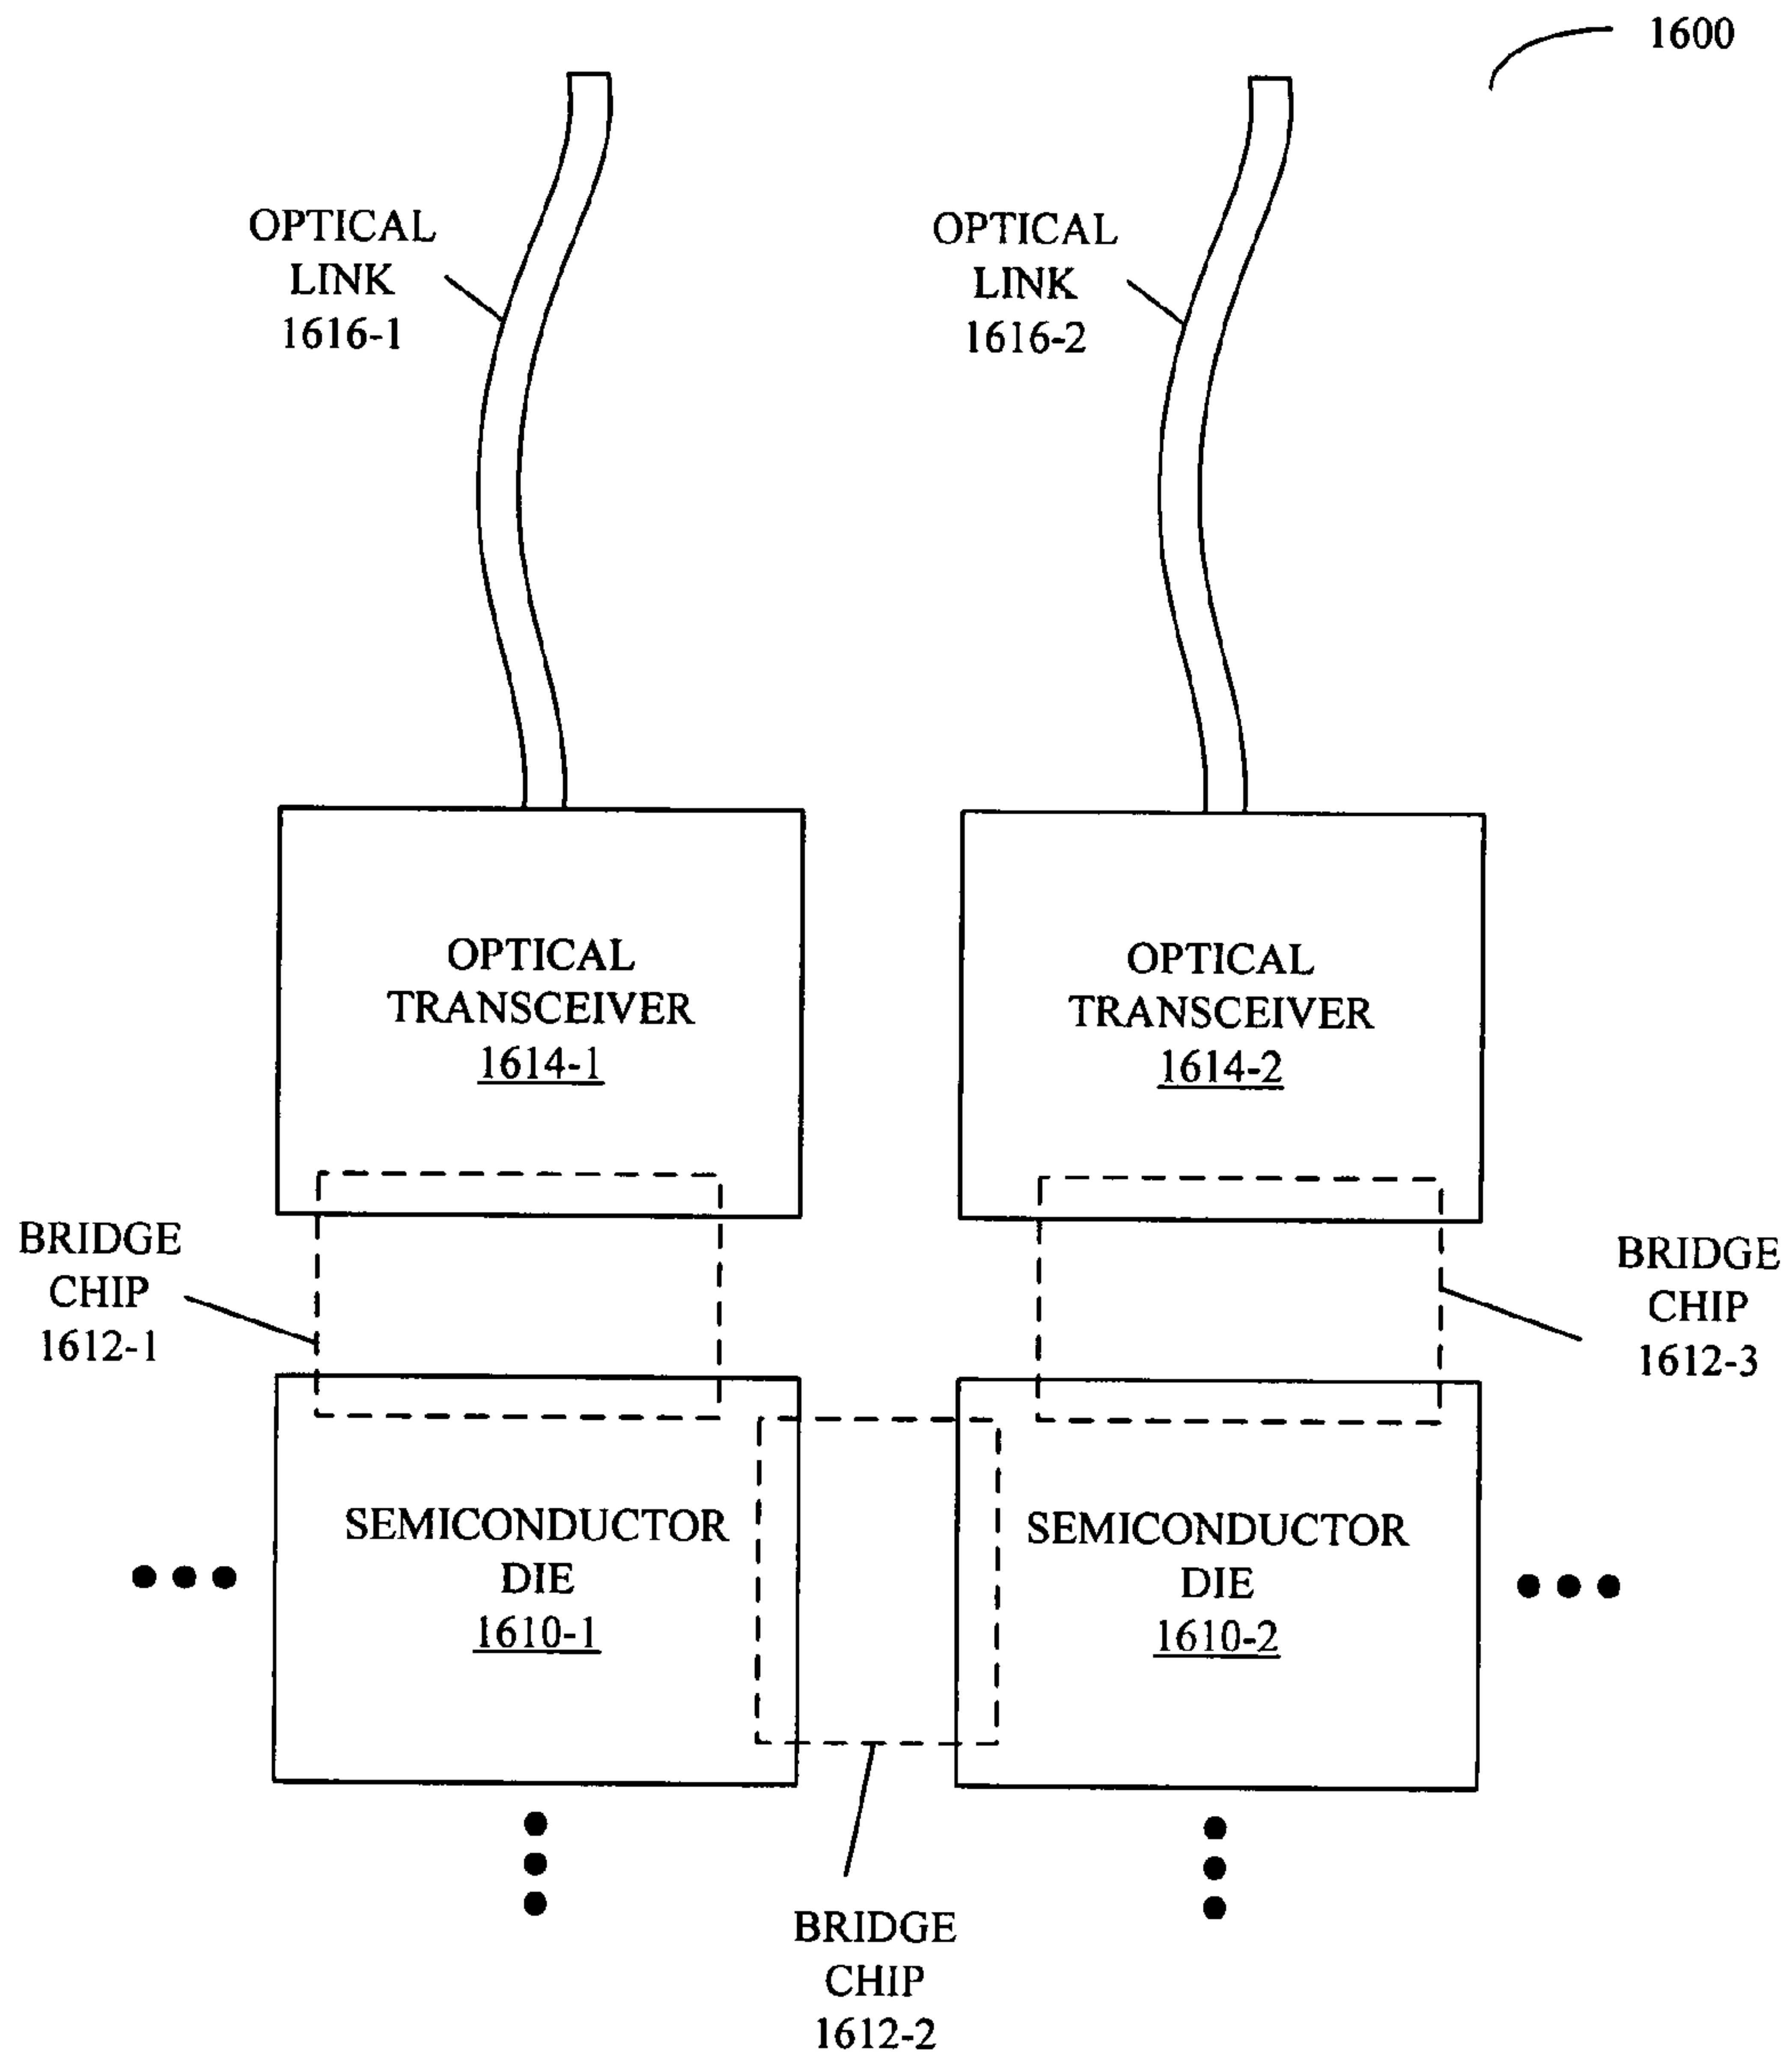 1600
OPTICAL
LINK
1616-1
OPTICAL
LINK
1616-2
OPTICAL
TRANSCEIVER
1614-1
OPTICAL
TRANSCEIVER
1614-2
BRIDGE
CHIP
1612-1
BRIDGE
CHIP
1612-3
SEMICONDUCTOR
DIE
1610-1
SEMICONDUCTOR
DIE
1610-2
BRIDGE
CHIP
1612-2